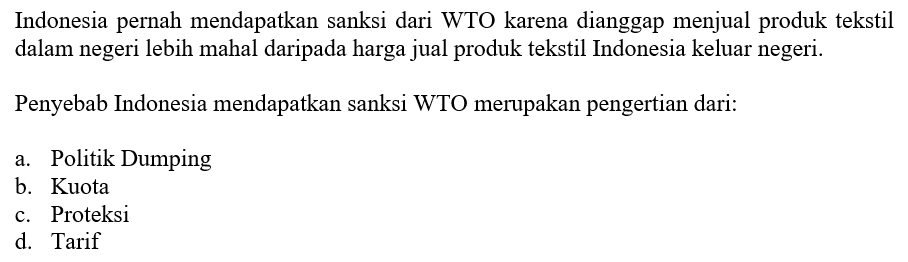 Indonesia pernah mendapatkan sanksi dari WTO karena dianggap menjual produk tekstil
dalam negeri lebih mahal daripada harga jual produk tekstil Indonesia keluar negeri.
Penyebab Indonesia mendapatkan sanksi WTO merupakan pengertian dari:
a. Politik Dumping
b. Kuota
c. Proteksi
d. Tarif